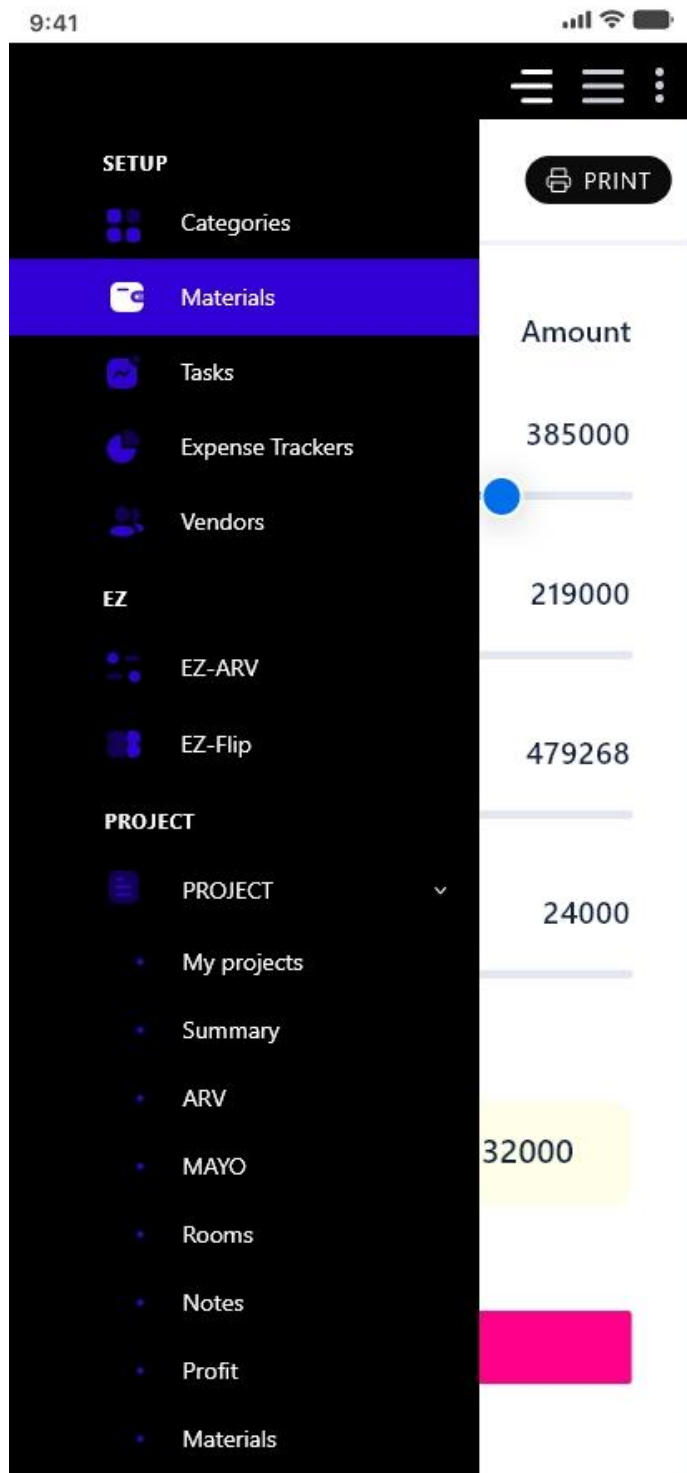 9:41
SETUP
PRINT
Categories
Materials
Amount
Tasks
385000
Expense Trackers
Vendors
EZ
219000
EZ-ARV
EZ-Flip
479268
PROJECT
PROJECT
24000
My projects
Summary
ARV
MAYO
32000
Rooms
Notes
Profit
Materials